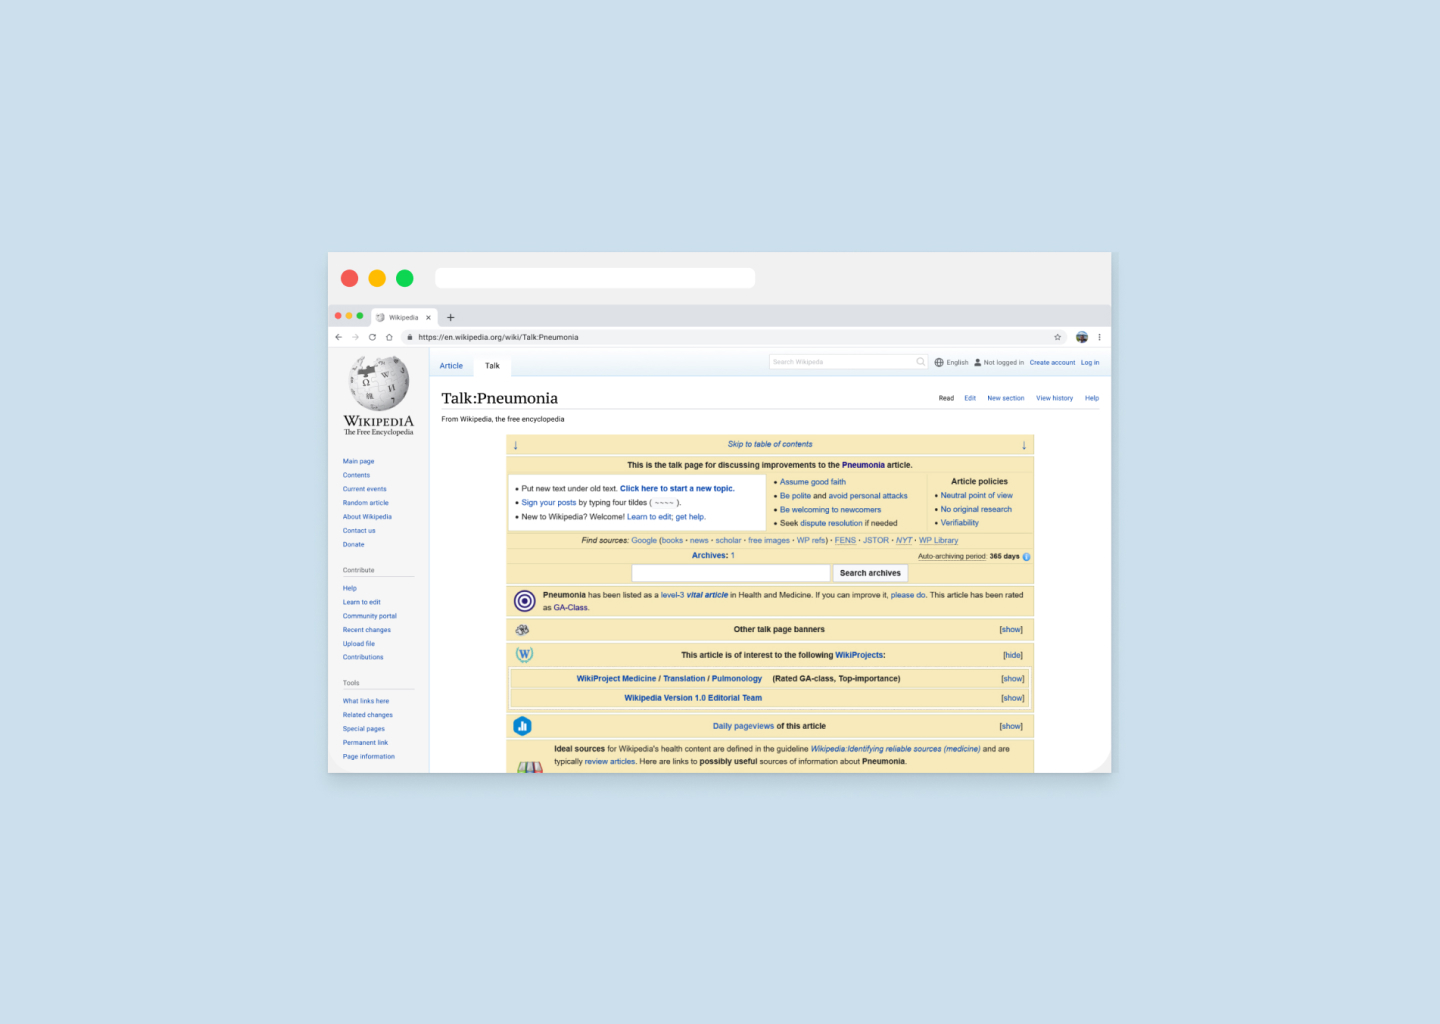 Wikipedia
https://en.wikipedia.org/wiki/Talk:Pneumonia
WIKIPEDIA
The Free Encyclopedia
Main page
Contents
Current events
Random article
About Wikipedia
Contact us
Donate
Contribute
Help
Learn to edit
Community portal
Recent changes
Upload file
Contributions
Tools
What links here
Related changes
Special pages
Permanent link
Page information
Article Talk
Search Wikipedia
English Not logged in Create account Log in
Talk:Pneumonia
Read Edit New section View history Help
From Wikipedia, the free encyclopedia
↓ Skip to table of contents ↓
This is the talk page for discussing improvements to the Pneumonia article.
• Put new text under old text. Click here to start a new topic.
• Sign your posts by typing four tildes ( ~~~~ ).
• New to Wikipedia? Welcome! Learn to edit; get help.
• Assume good faith
• Be polite and avoid personal attacks
• Be welcoming to newcomers
• Seek dispute resolution if needed
Article policies
• Neutral point of view
• No original research
• Verifiability
Find sources: Google (books · news · scholar · free images · WP refs) · FENS · JSTOR · NYT · WP Library
Archives: 1
Auto-archiving period: 365 days
Search archives
Pneumonia has been listed as a level-3 vital article in Health and Medicine. If you can improve it, please do. This article has been rated
as GA-Class.
Other talk page banners [show]
This article is of interest to the following WikiProjects: [hide]
WikiProject Medicine / Translation / Pulmonology (Rated GA-class, Top-importance) [show]
Wikipedia Version 1.0 Editorial Team [show]
Daily pageviews of this article [show]
Ideal sources for Wikipedia's health content are defined in the guideline Wikipedia:Identifying reliable sources (medicine) and are
typically review articles. Here are links to possibly useful sources of information about Pneumonia.